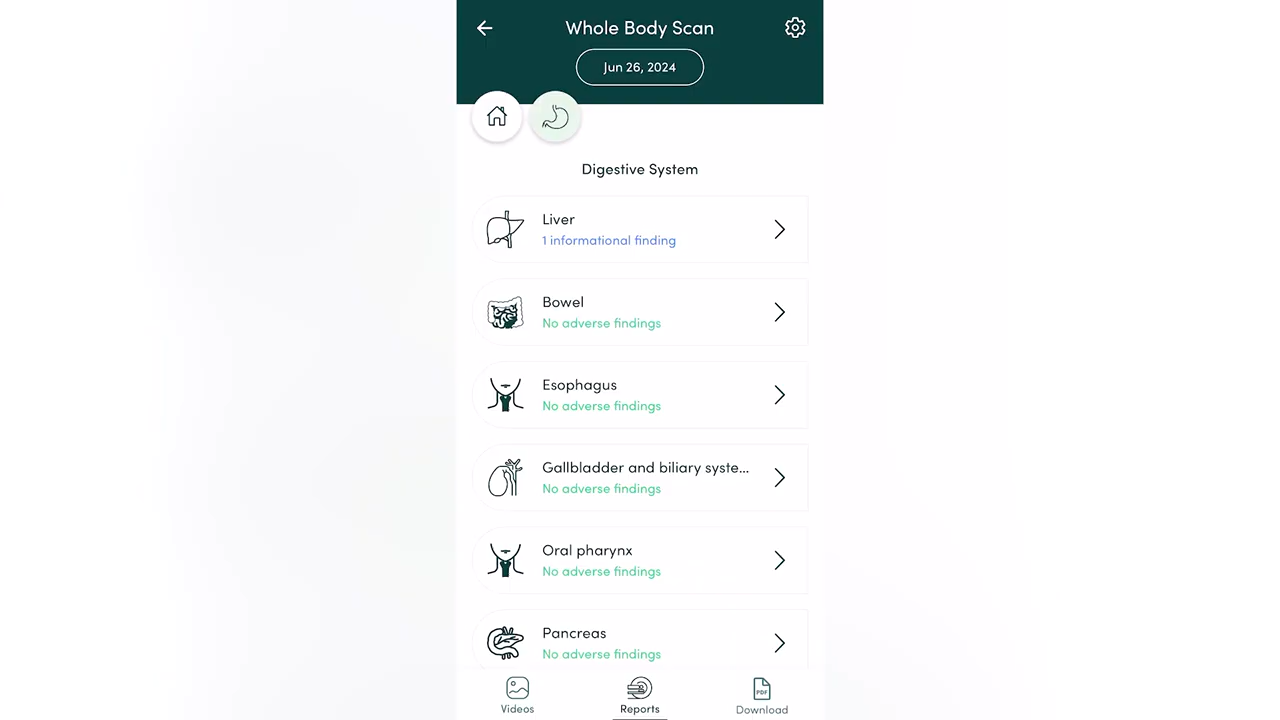 Whole Body Scan
Jun 26, 2024
Digestive System
Liver
1 informational finding
Bowel
No adverse findings
Esophagus
No adverse findings
Gallbladder and biliary syste...
No adverse findings
Oral pharynx
No adverse findings
Pancreas
No adverse findings
PDF
Videos
Reports
Download